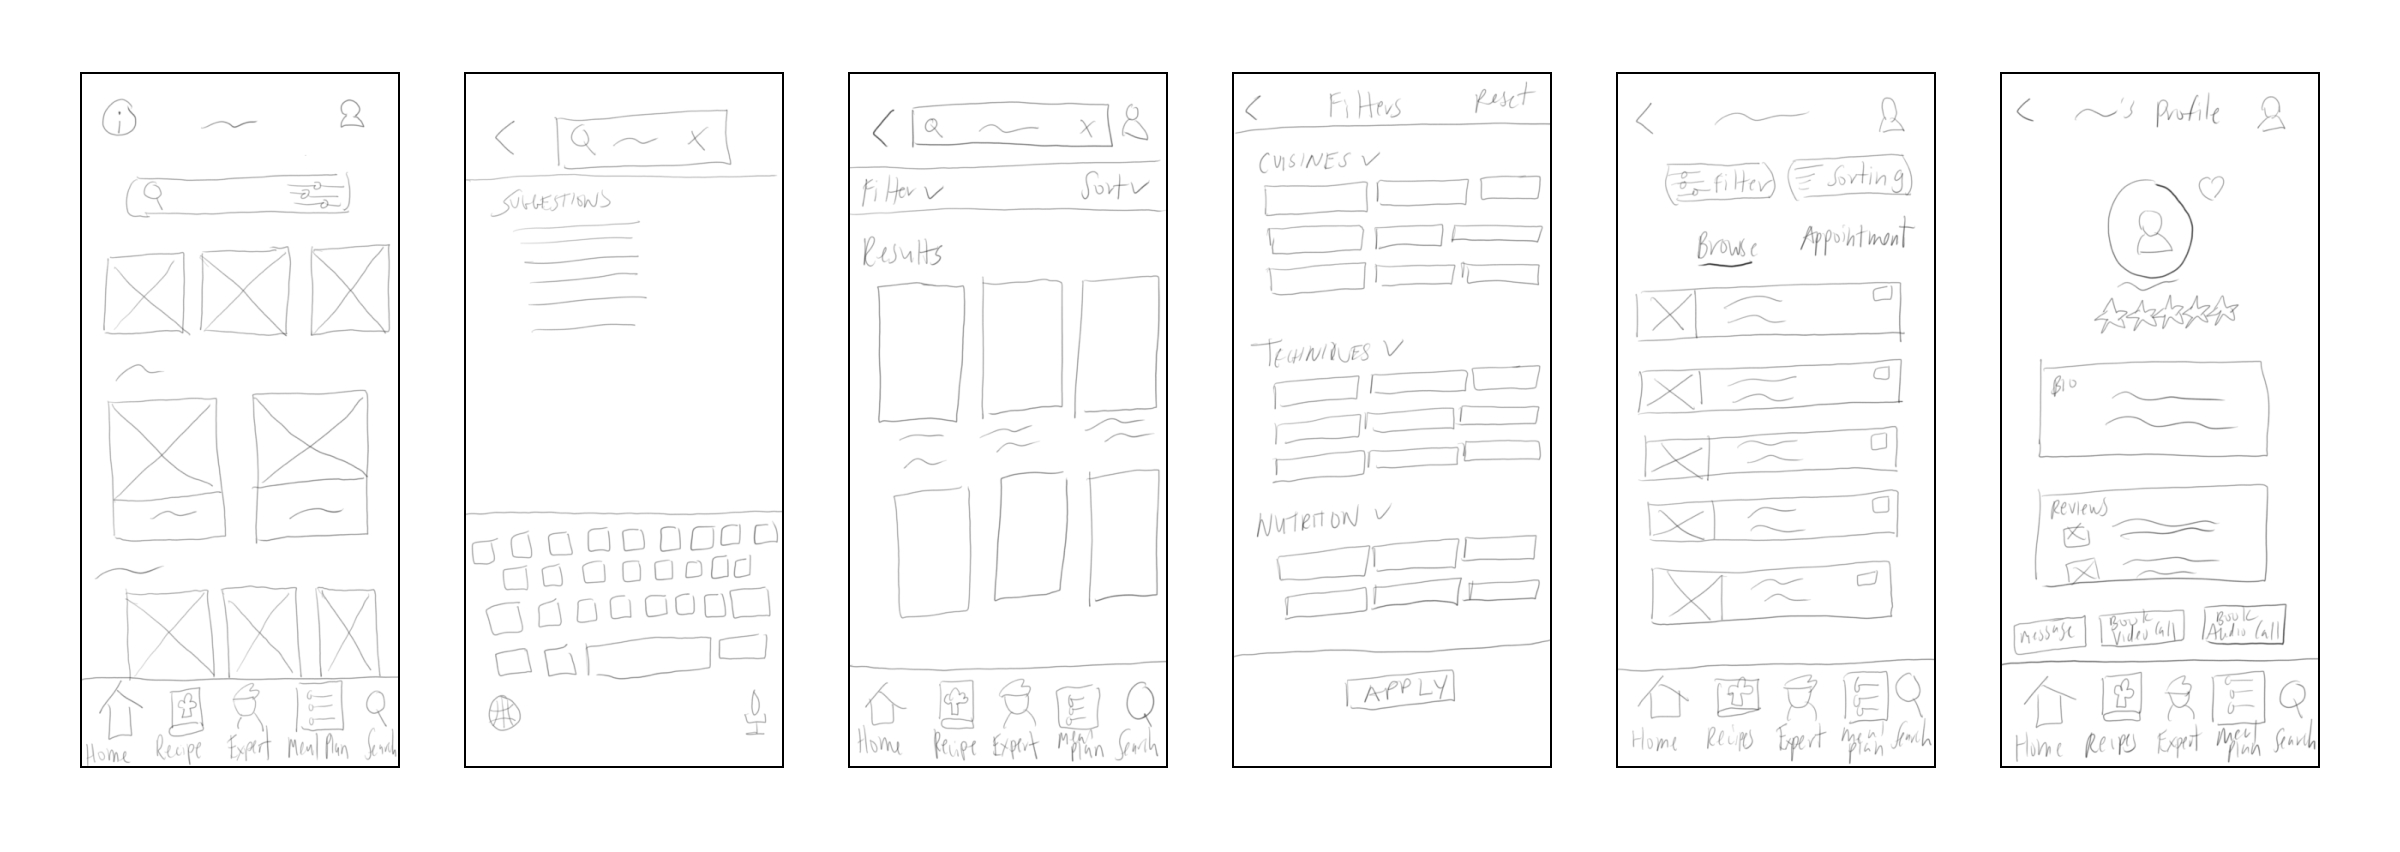 Home
Recipe
Expert
Meal Plan
Search
SUGGESTIONS
Filter
Sort
Results
Home
Recipe
Expert
Meal
Plan
Search
Filters
Reset
CUISINES
TECHNIQUES
NUTRITION
APPLY
Filter
Sorting
Browse
Appointment
Home
Recipes
Expert
Meal
Plan
Search
's Profile
Bio
Reviews
Message
Book
Video Call
Book
Audio Call
Home
Recipes
Expert
Meal
Plan
Search